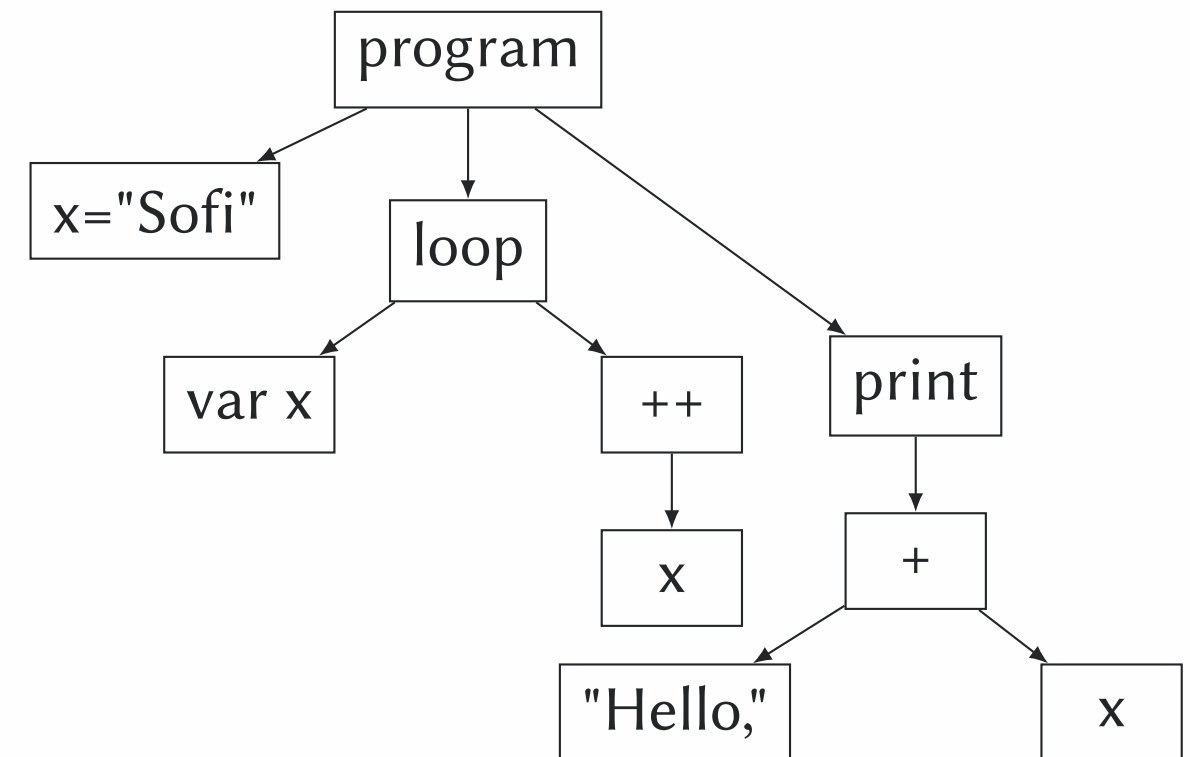 program
x="Sofi"
loop
var x
++
print
x
+
"Hello,"
x